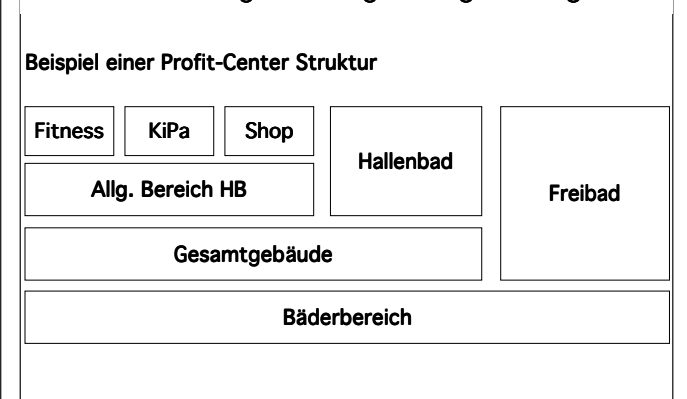 Beispiel einer Profit-Center Struktur
Fitness
KiPa
Shop
Hallenbad
Freibad
Allg. Bereich HB
Gesamtgebäude
Bäderbereich